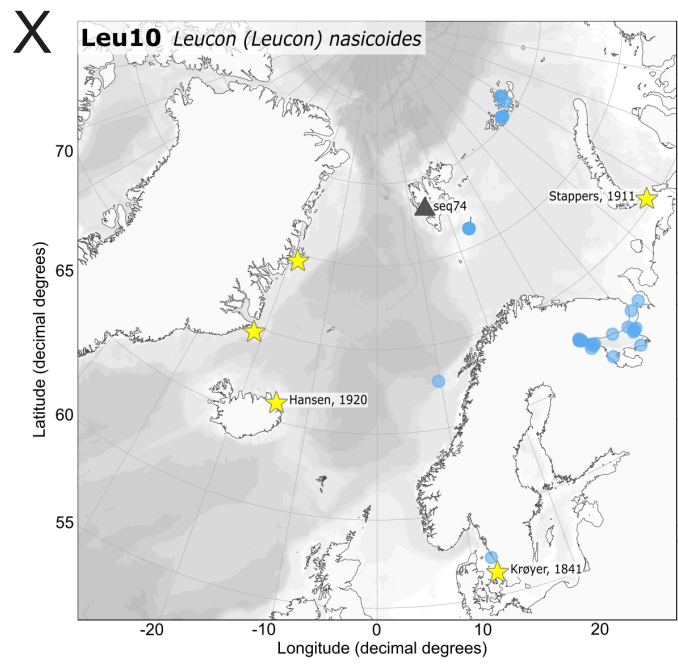 X
Leu10 Leucon (Leucon) nasicoides
70
Stappers, 1911
seq74
65
Hansen, 1920
60
55
Krøyer, 1841
-20 -10 0 10 20
Longitude (decimal degrees)
Latitude (decimal degrees)